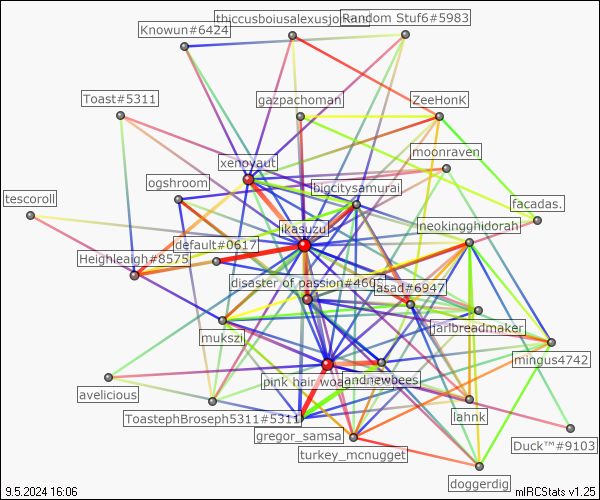 thiccusboiusalexusjo
Random Stuf6#5983
Knowun#6424
Toast#5311
gazpachoman
ZeeHonK
moonraven
xenoyaut
ogshroom
bigcitysamurai
tescoroll
facadas.
ikasuzu
neokingghidorah
default#0617
Heighleaigh#8575
disaster of passion#460
asad#6947
jarlbreadmaker
mukszi
mingus4742
pink hair
andnewbees
avelicious
ToastephBroseph5311#5311
lahnk
gregor_samsa
Duck™#9103
turkey_mcnugget
doggerdig
9.5.2024 16:06
mIRCStats v1.25